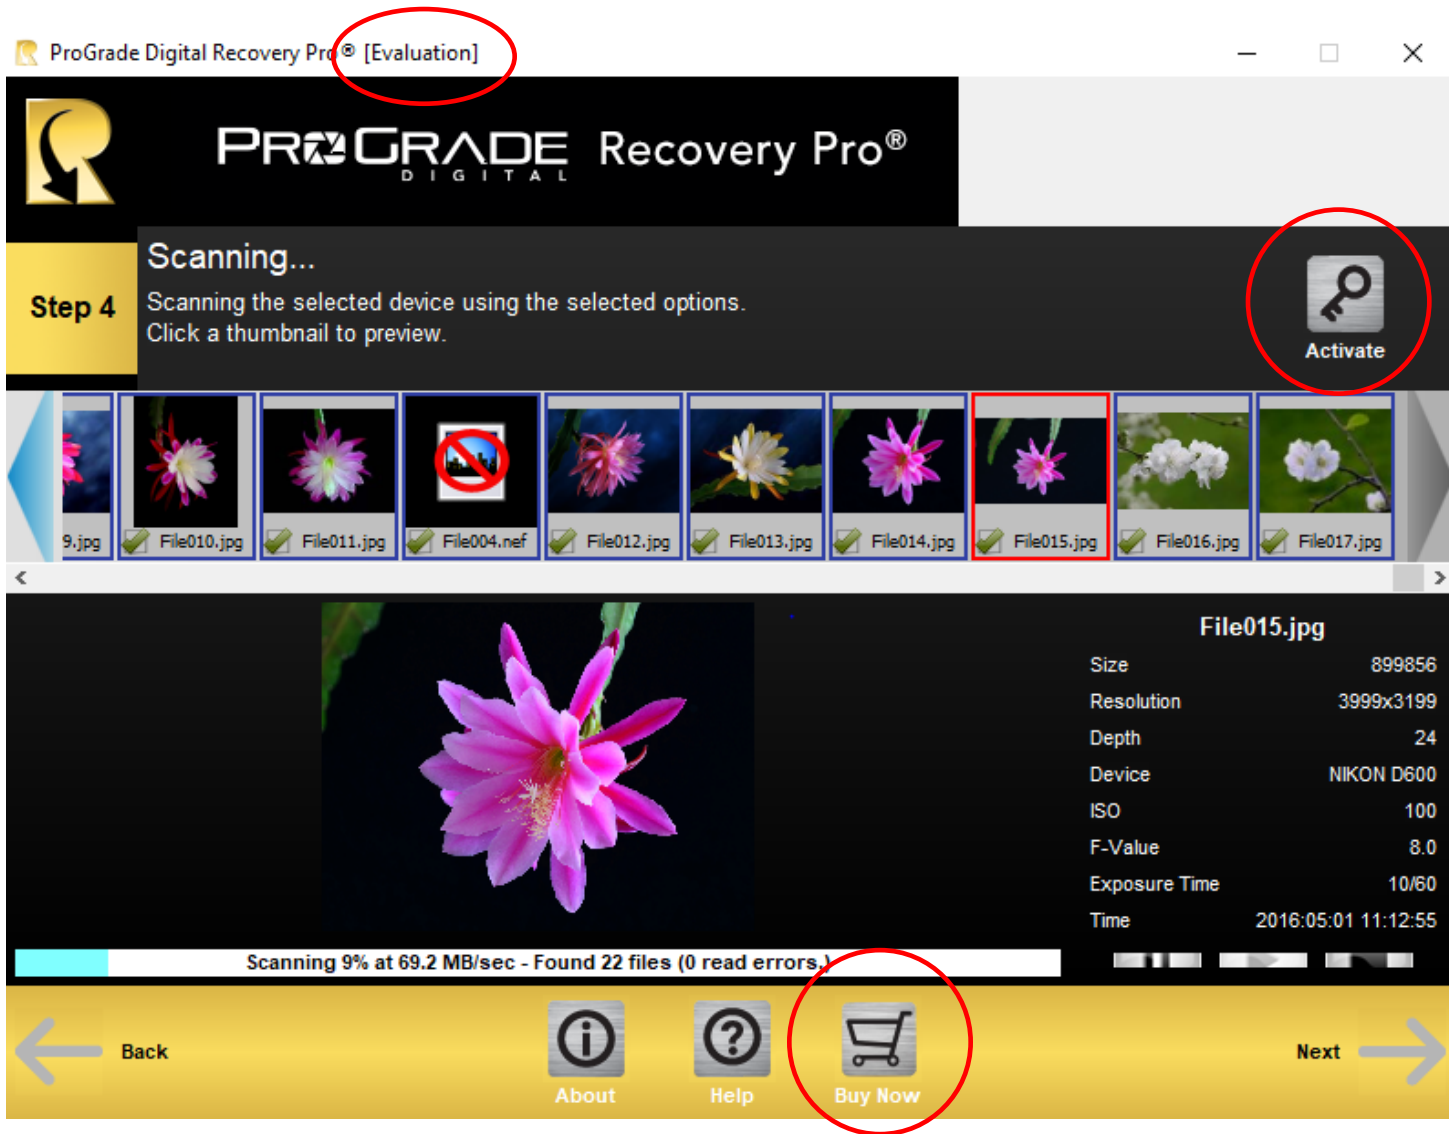 ProGrade Digital Recovery Pro® [Evaluation]
PROGRADE DIGITAL Recovery Pro®
Step 4
Scanning...
Scanning the selected device using the selected options.
Click a thumbnail to preview.
Activate
9.jpg File010.jpg File011.jpg File004.nef File012.jpg File013.jpg File014.jpg File015.jpg File016.jpg File017.jpg
File015.jpg
Size 899856
Resolution 3999x3199
Depth 24
Device NIKON D600
ISO 100
F-Value 8.0
Exposure Time 10/60
Time 2016:05:01 11:12:55
Scanning 9% at 69.2 MB/sec - Found 22 files (0 read errors.)
Back
About
Help
Buy Now
Next